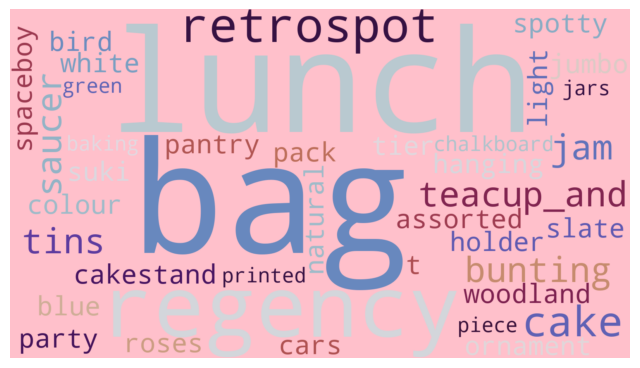 retrospot
spotty
bird
lunch
white
jumbo
spaceboy
green
saucer
light
jars
baking
pantry
pack
tier
chalkboard
jam
suki
bag
natural
hanging
colour
teacup_and
assorted
slate
tins
holder
t
cakestand
printed
bunting
blue
regency
woodland
party
roses
cars
piece
cake
ornament